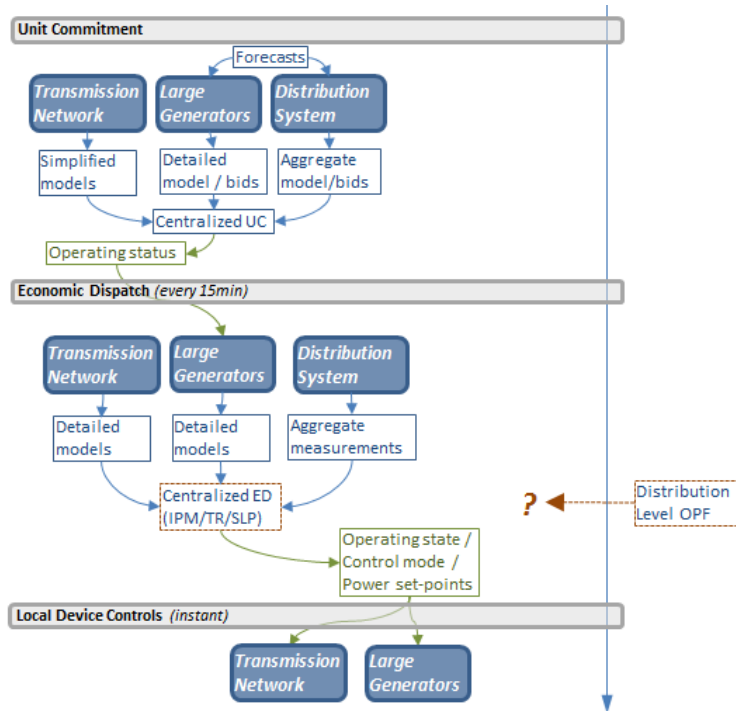 Unit Commitment
Forecasts
Transmission
Network
Large
Generators
Distribution
System
Simplified
models
Detailed
model / bids
Aggregate
model/bids
Centralized UC
Operating status
Economic Dispatch (every 15min)
Transmission
Network
Large
Generators
Distribution
System
Detailed
models
Detailed
models
Aggregate
measurements
Centralized ED
(IPM/TR/SLP)
?
Distribution
Level OPF
Operating state /
Control mode /
Power set-points
Local Device Controls (instant)
Transmission
Network
Large
Generators